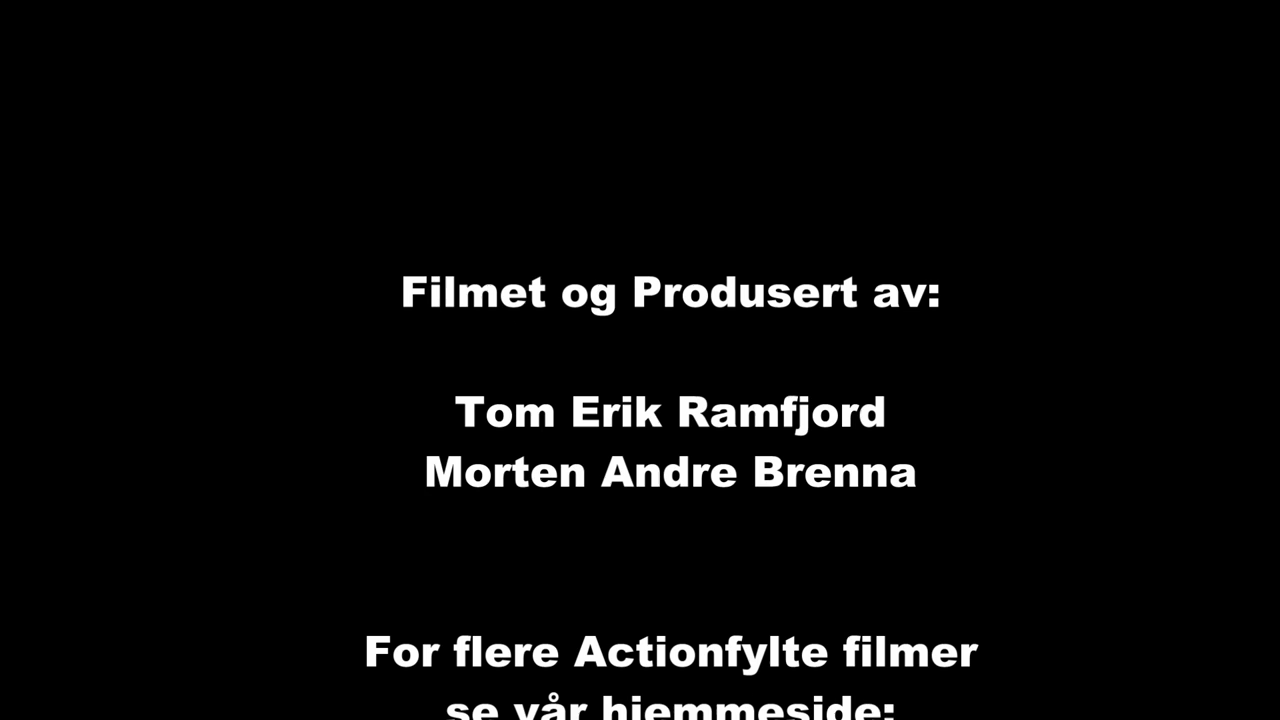 Filmet og Produsert av:
Tom Erik Ramfjord
Morten Andre Brenna
For flere Actionfylte filmer
se vår hjemmeside: